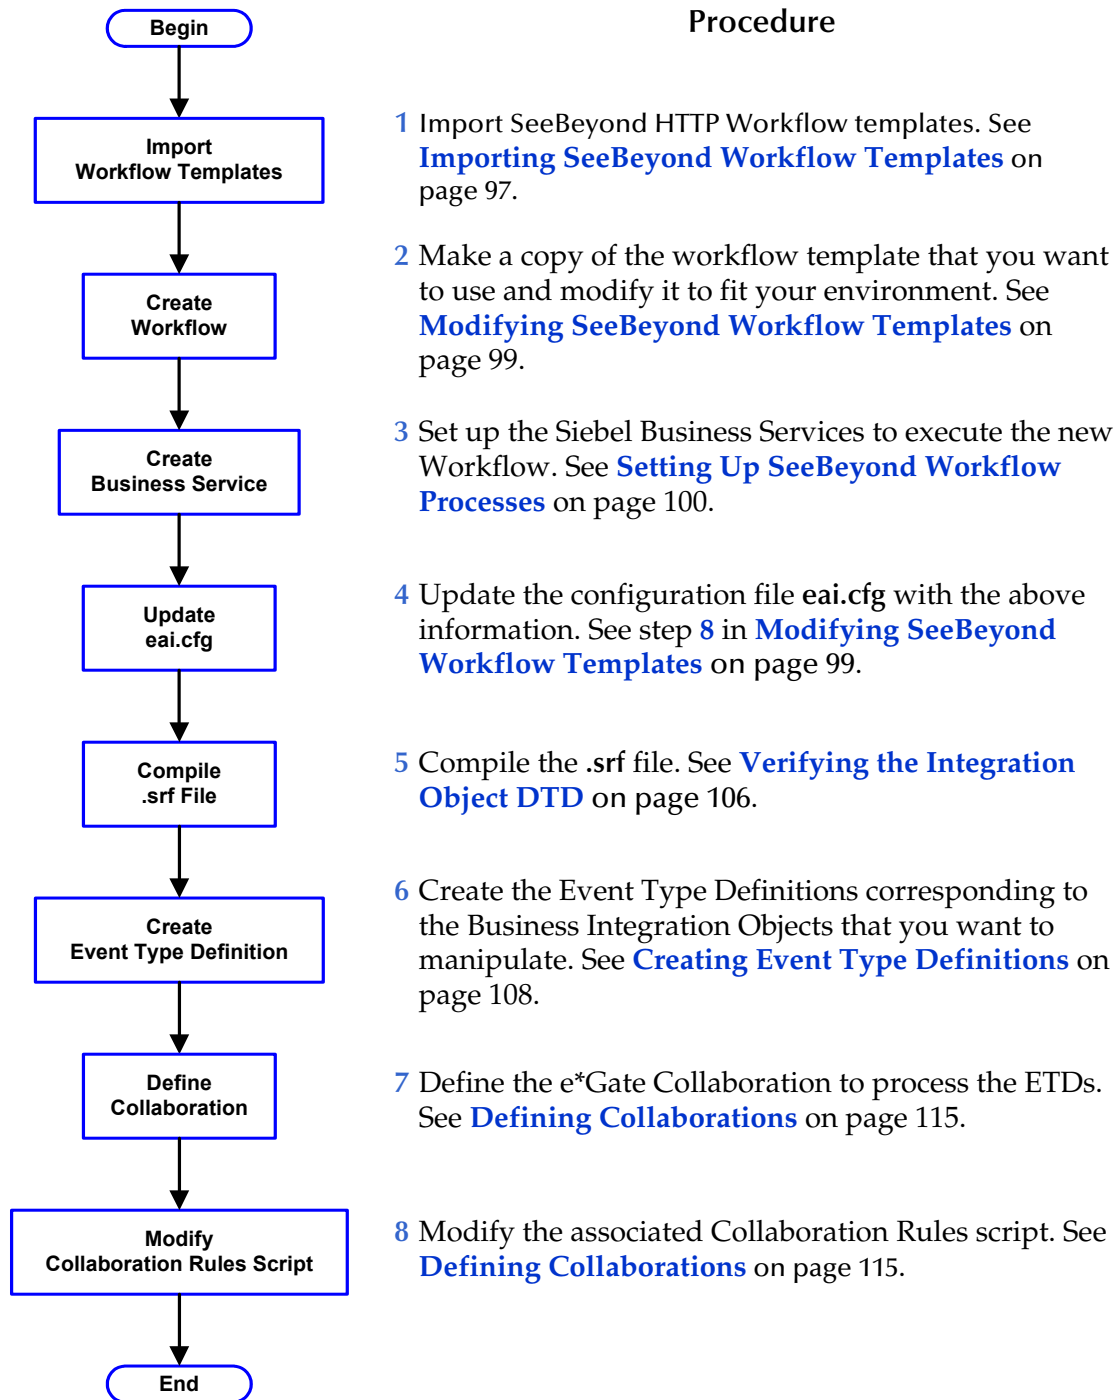 Procedure
Begin
Import
Workflow Templates
1 Import SeeBeyond HTTP Workflow templates. See
Importing SeeBeyond Workflow Templates on
page 97.
Create
Workflow
2 Make a copy of the workflow template that you want
to use and modify it to fit your environment. See
Modifying SeeBeyond Workflow Templates on
page 99.
Create
Business Service
3 Set up the Siebel Business Services to execute the new
Workflow. See Setting Up SeeBeyond Workflow
Processes on page 100.
Update
eai.cfg
4 Update the configuration file eai.cfg with the above
information. See step 8 in Modifying SeeBeyond
Workflow Templates on page 99.
Compile
.srf File
5 Compile the .srf file. See Verifying the Integration
Object DTD on page 106.
Create
Event Type Definition
6 Create the Event Type Definitions corresponding to
the Business Integration Objects that you want to
manipulate. See Creating Event Type Definitions on
page 108.
Define
Collaboration
7 Define the e*Gate Collaboration to process the ETDs.
See Defining Collaborations on page 115.
Modify
Collaboration Rules Script
8 Modify the associated Collaboration Rules script. See
Defining Collaborations on page 115.
End